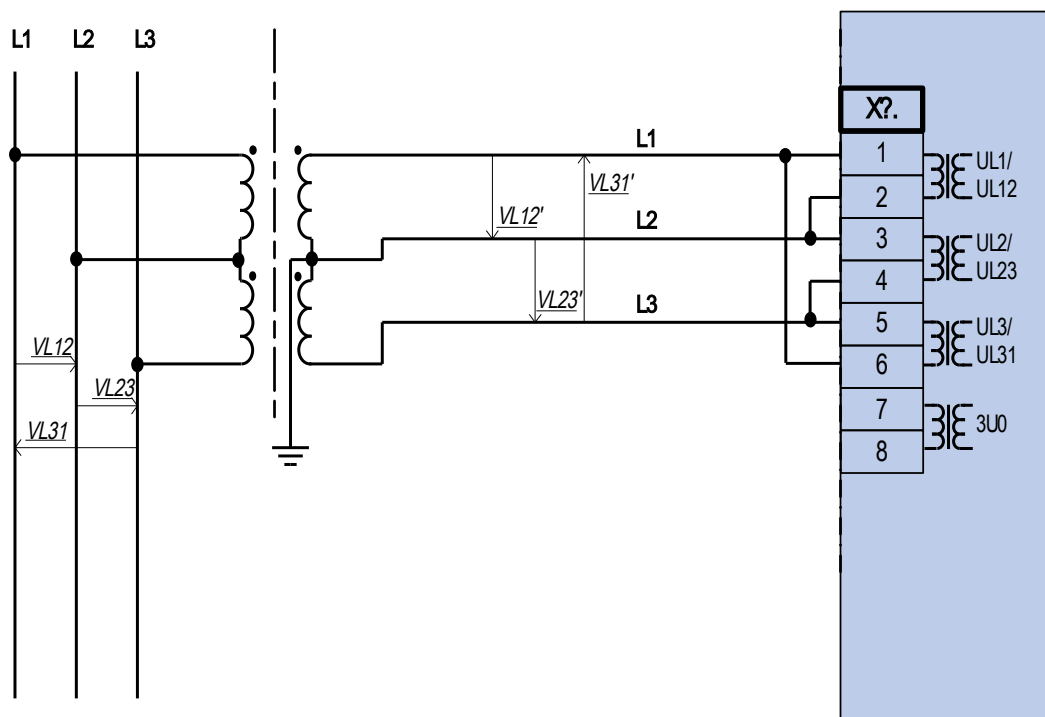 L1 L2 L3
X?.
L1
1
UL1/
UL12
VL31'
2
VL12'
L2
3
UL2/
UL23
4
VL23'
L3
5
UL3/
UL31
VL12
6
VL23
7
3U0
VL31
8